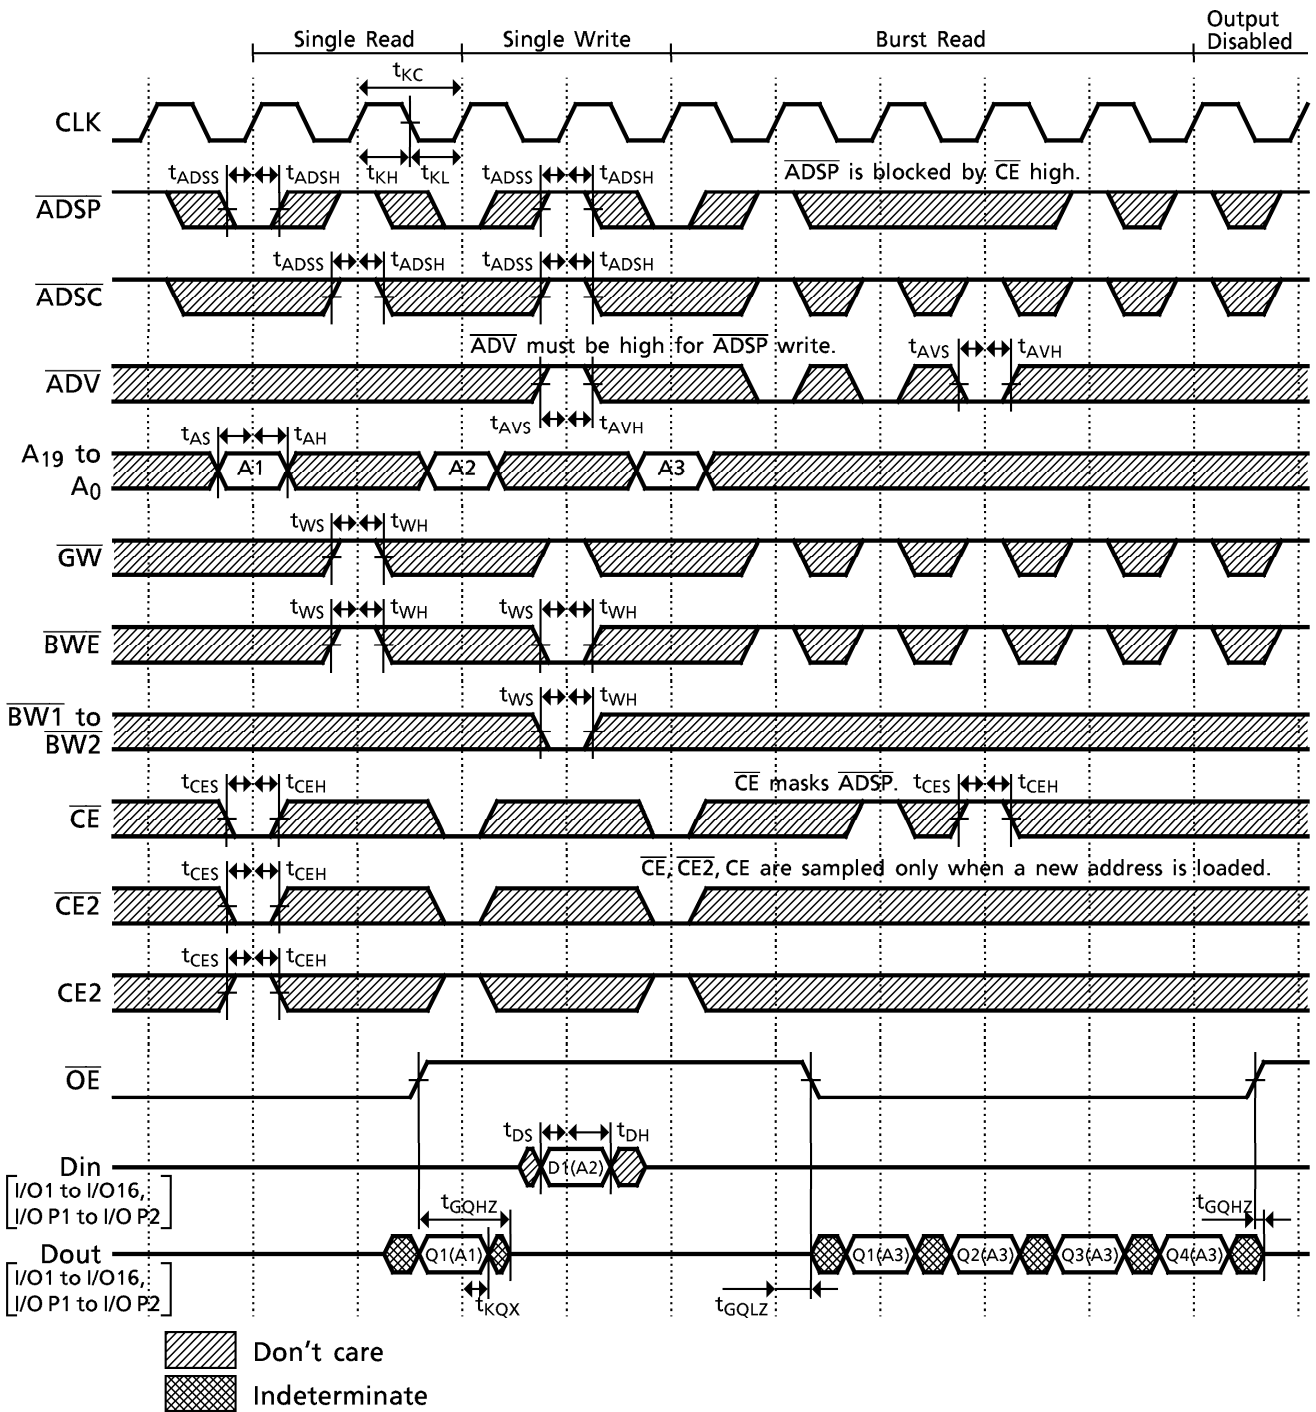 Single Read Single Write Burst Read Output Disabled
tKC
CLK
tKH tKL
tADSS tADSH tADSS tADSH ADSP is blocked by CE high.
ADSP
tADSS tADSH tADSS tADSH
ADSC
ADV must be high for ADSP write. tAVS tAVH
ADV
tAVS tAVH
tAS tAH
A19 to A0
A1 A2 A3
tWS tWH
GW
tWS tWH tWS tWH
BWE
tWS tWH
BW1 to BW2
tCES tCEH CE masks ADSP. tCES tCEH
CE
tCES tCEH CE, CE2, CE are sampled only when a new address is loaded.
CE2
tCES tCEH
CE2
OE
tDS tDH
Din D1(A2)
I/O1 to I/O16,
I/O P1 to I/O P2
tGQHZ tGQHZ
Dout Q1(A1) Q1(A3) Q2(A3) Q3(A3) Q4(A3)
I/O1 to I/O16,
I/O P1 to I/O P2
tKQX tGQLZ
Don't care
Indeterminate